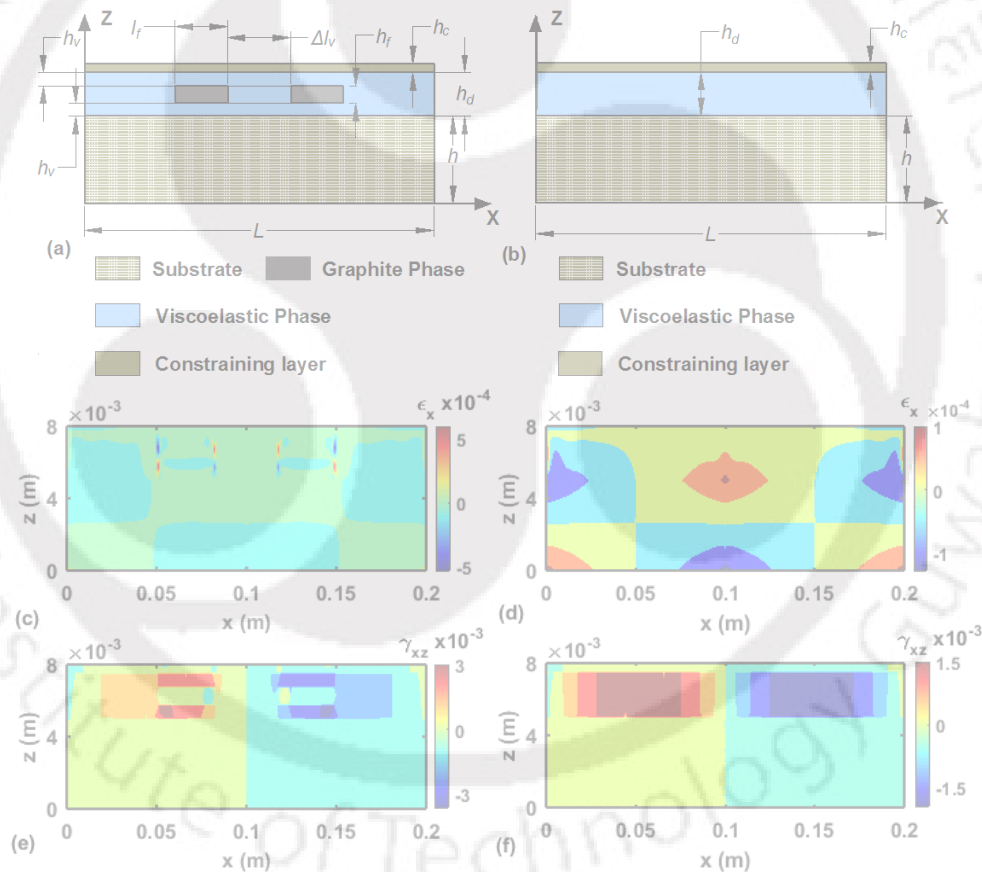 Z
h_v
l_f
Δl_v
h_f
h_c
h_d
h_v
h
X
L
(a)
Z
h_d
h_c
h
X
L
(b)
Substrate
Graphite Phase
Viscoelastic Phase
Constraining layer
Substrate
Viscoelastic Phase
Constraining layer
×10⁻³
ϵ_x ×10⁻⁴
8
4
0
z (m)
6
5
0
-5
0
0.05
0.1
0.15
0.2
x (m)
(c)
×10⁻³
ϵ_x ×10⁻⁴
8
4
0
z (m)
1
0
-1
0
0.05
0.1
0.15
0.2
x (m)
(d)
×10⁻³
γ_xz ×10⁻³
8
4
0
z (m)
3
0
-3
0
0.05
0.1
0.15
0.2
x (m)
(e)
×10⁻³
γ_xz ×10⁻³
8
4
0
z (m)
1.5
0
-1.5
0
0.05
0.1
0.15
0.2
x (m)
(f)
stitute of Technology Guwa